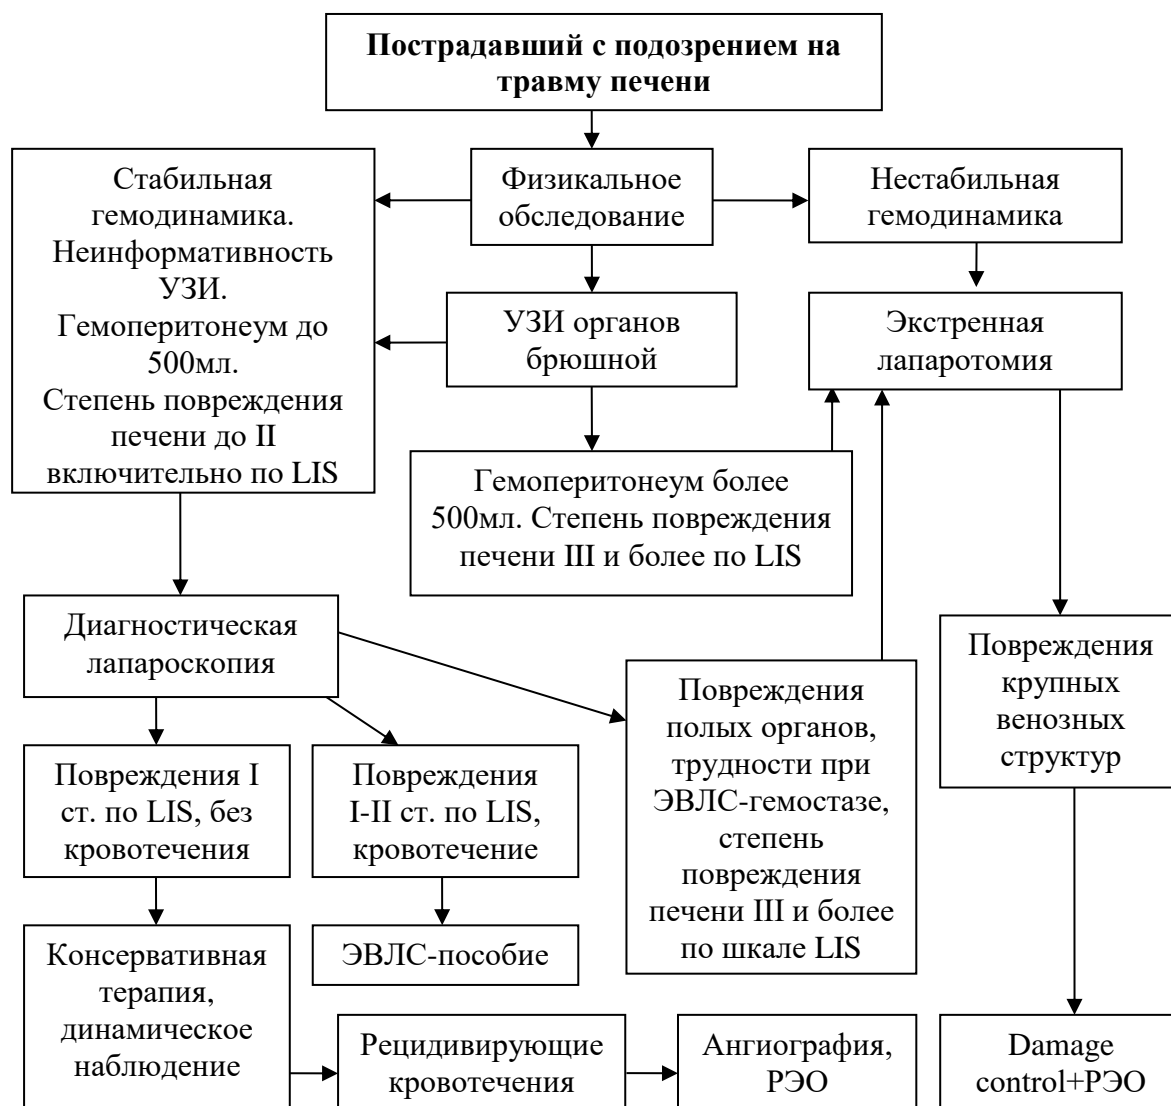 Пострадавший с подозрением на
травму печени
Стабильная
гемодинамика.
Неинформативность
УЗИ.
Гемоперитонеум до
500мл.
Степень повреждения
печени до II
включительно по LIS
Физикальное
обследование
Нестабильная
гемодинамика
УЗИ органов
брюшной
Экстренная
лапаротомия
Гемоперитонеум более
500мл. Степень повреждения
печени III и более по LIS
Диагностическая
лапароскопия
Повреждения
полых органов,
трудности при
ЭВЛС-гемостазе,
степень
повреждения
печени III и более
по шкале LIS
Повреждения
крупных
венозных
структур
Повреждения I
ст. по LIS, без
кровотечения
Повреждения
I-II ст. по LIS,
кровотечение
Консервативная
терапия,
динамическое
наблюдение
ЭВЛС-пособие
Рецидивирующие
кровотечения
Ангиография,
РЭО
Damage
control+РЭО